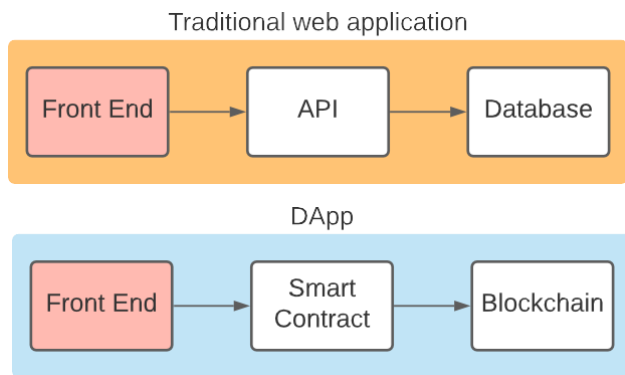 Traditional web application
Front End
API
Database
DApp
Front End
Smart
Contract
Blockchain